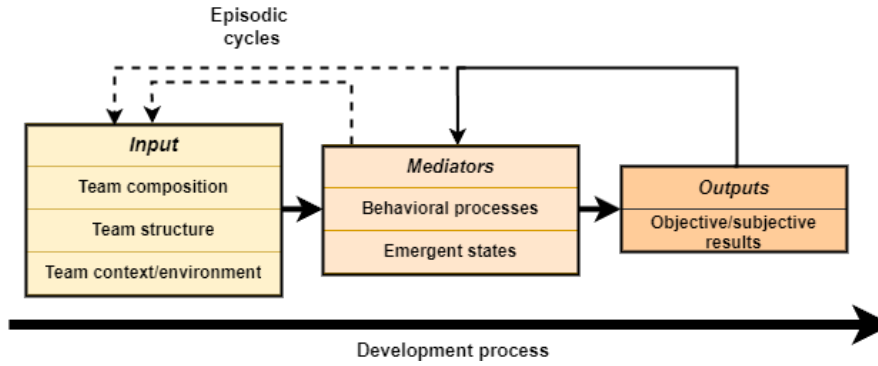 Episodic
cycles
Input
Team composition
Team structure
Team context/environment
Mediators
Behavioral processes
Emergent states
Outputs
Objective/subjective
results
Development process